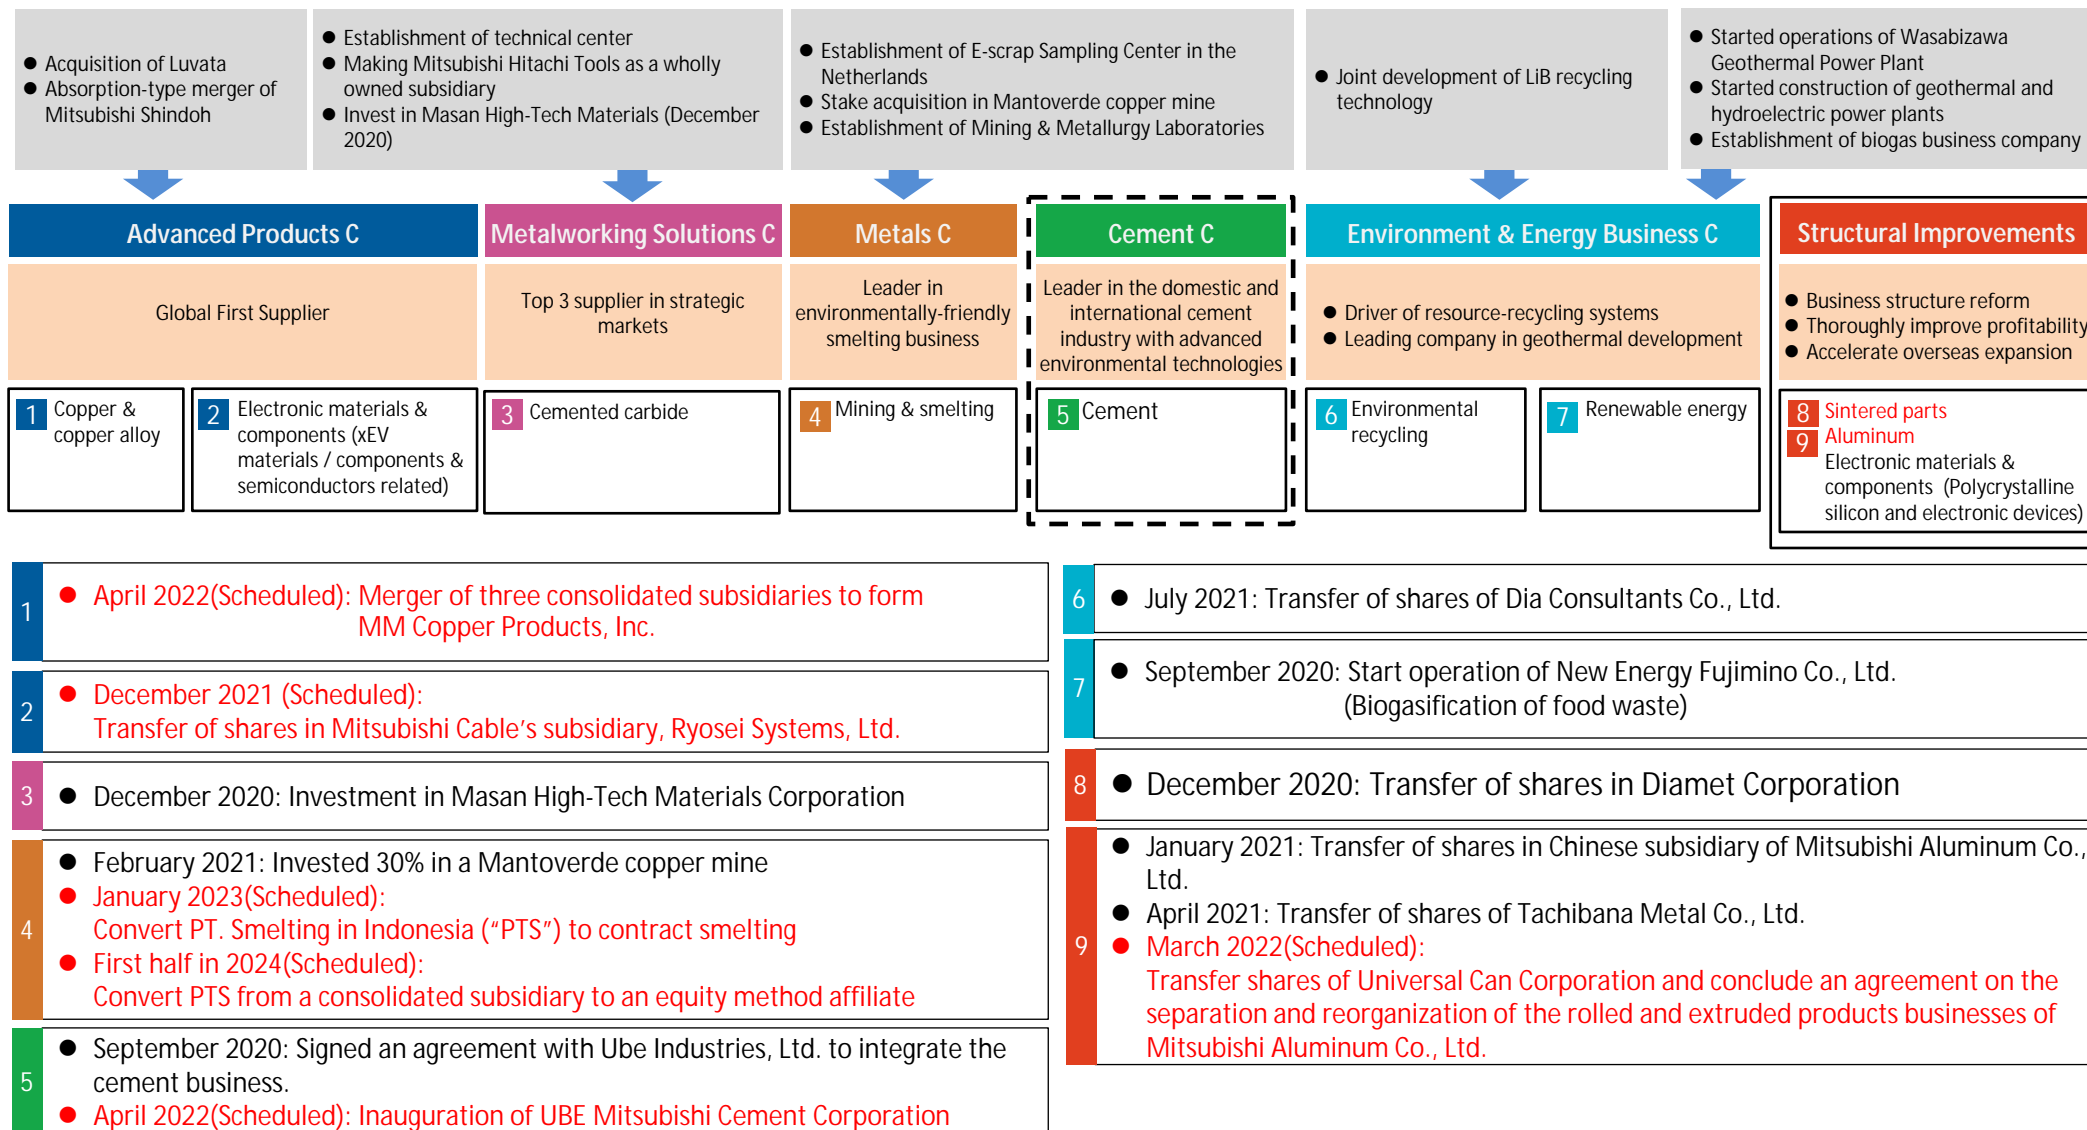 ● Acquisition of Luvata
● Absorption-type merger of
Mitsubishi Shindoh
● Establishment of technical center
● Making Mitsubishi Hitachi Tools as a wholly
owned subsidiary
● Invest in Masan High-Tech Materials (December
2020)
● Establishment of E-scrap Sampling Center in the
Netherlands
● Stake acquisition in Mantoverde copper mine
● Establishment of Mining & Metallurgy Laboratories
● Joint development of LiB recycling
technology
● Started operations of Wasabizawa
Geothermal Power Plant
● Started construction of geothermal and
hydroelectric power plants
● Establishment of biogas business company
Advanced Products C
Metalworking Solutions C
Metals C
Cement C
Environment & Energy Business C
Structural Improvements
Global First Supplier
Top 3 supplier in strategic
markets
Leader in
environmentally-friendly
smelting business
Leader in the domestic and
international cement
industry with advanced
environmental technologies
● Driver of resource-recycling systems
● Leading company in geothermal development
● Business structure reform
● Thoroughly improve profitability
● Accelerate overseas expansion
1 Copper &
copper alloy
2 Electronic materials &
components (xEV
materials / components &
semiconductors related)
3 Cemented carbide
4 Mining & smelting
5 Cement
6 Environmental
recycling
7 Renewable energy
8 Sintered parts
9 Aluminum
Electronic materials &
components (Polycrystalline
silicon and electronic devices)
1 ● April 2022(Scheduled): Merger of three consolidated subsidiaries to form
MM Copper Products, Inc.
2 ● December 2021 (Scheduled):
Transfer of shares in Mitsubishi Cable's subsidiary, Ryosei Systems, Ltd.
3 ● December 2020: Investment in Masan High-Tech Materials Corporation
4 ● February 2021: Invested 30% in a Mantoverde copper mine
● January 2023(Scheduled):
Convert PT. Smelting in Indonesia ("PTS") to contract smelting
● First half in 2024(Scheduled):
Convert PTS from a consolidated subsidiary to an equity method affiliate
5 ● September 2020: Signed an agreement with Ube Industries, Ltd. to integrate the
cement business.
● April 2022(Scheduled): Inauguration of UBE Mitsubishi Cement Corporation
6 ● July 2021: Transfer of shares of Dia Consultants Co., Ltd.
7 ● September 2020: Start operation of New Energy Fujimino Co., Ltd.
(Biogasification of food waste)
8 ● December 2020: Transfer of shares in Diamet Corporation
9 ● January 2021: Transfer of shares in Chinese subsidiary of Mitsubishi Aluminum Co.,
Ltd.
● April 2021: Transfer of shares of Tachibana Metal Co., Ltd.
● March 2022(Scheduled):
Transfer shares of Universal Can Corporation and conclude an agreement on the
separation and reorganization of the rolled and extruded products businesses of
Mitsubishi Aluminum Co., Ltd.